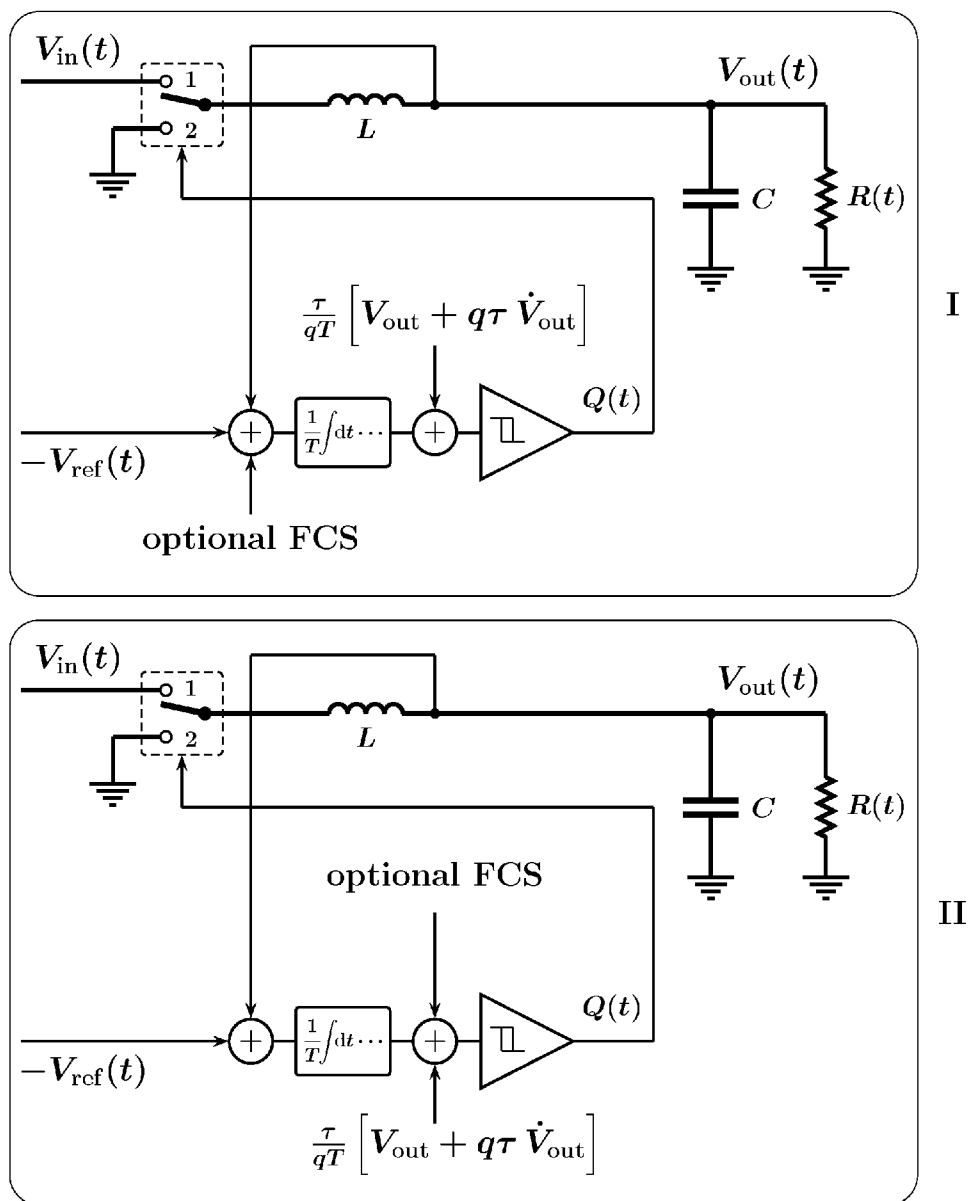 V_in(t)
1
2
L
V_out(t)
C
R(t)
τ/qT [V_out + qτ V̇_out]
Q(t)
+
1/T ∫dt ···
+
−V_ref(t)
optional FCS
I
V_in(t)
1
2
L
V_out(t)
C
R(t)
optional FCS
Q(t)
+
1/T ∫dt ···
+
−V_ref(t)
τ/qT [V_out + qτ V̇_out]
II